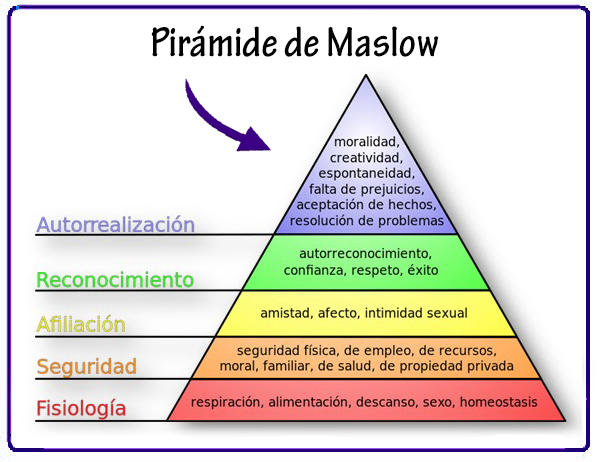 Pirámide de Maslow
moralidad,
creatividad,
espontaneidad,
falta de prejuicios,
aceptación de hechos,
resolución de problemas
Autorrealización
autorreconocimiento,
confianza, respeto, éxito
Reconocimiento
amistad, afecto, intimidad sexual
Afiliación
seguridad física, de empleo, de recursos,
moral, familiar, de salud, de propiedad privada
Seguridad
respiración, alimentación, descanso, sexo, homeostasis
Fisiología